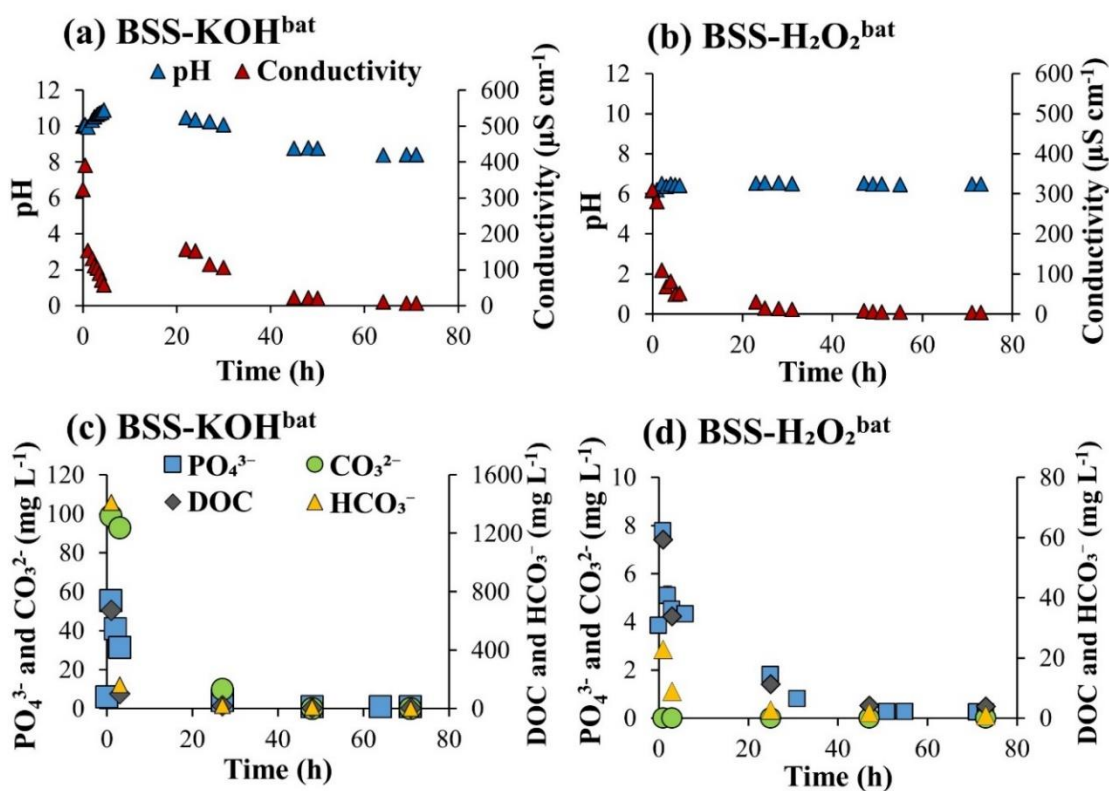 (a) BSS-KOHᵇᵃᵗ
pH Conductivity
12
10
8
6
4
2
0
pH
600
500
400
300
200
100
0
Conductivity (µS cm⁻¹)
0 20 40 60 80
Time (h)
(b) BSS-H₂O₂ᵇᵃᵗ
12
10
8
6
4
2
0
pH
600
500
400
300
200
100
0
Conductivity (µS cm⁻¹)
0 20 40 60 80
Time (h)
(c) BSS-KOHᵇᵃᵗ
PO₄³⁻ CO₃²⁻
DOC HCO₃⁻
120
100
80
60
40
20
0
PO₄³⁻ and CO₃²⁻ (mg L⁻¹)
1600
1200
800
400
0
DOC and HCO₃⁻ (mg L⁻¹)
0 20 40 60 80
Time (h)
(d) BSS-H₂O₂ᵇᵃᵗ
10
8
6
4
2
0
PO₄³⁻ and CO₃²⁻ (mg L⁻¹)
80
60
40
20
0
DOC and HCO₃⁻ (mg L⁻¹)
0 20 40 60 80
Time (h)